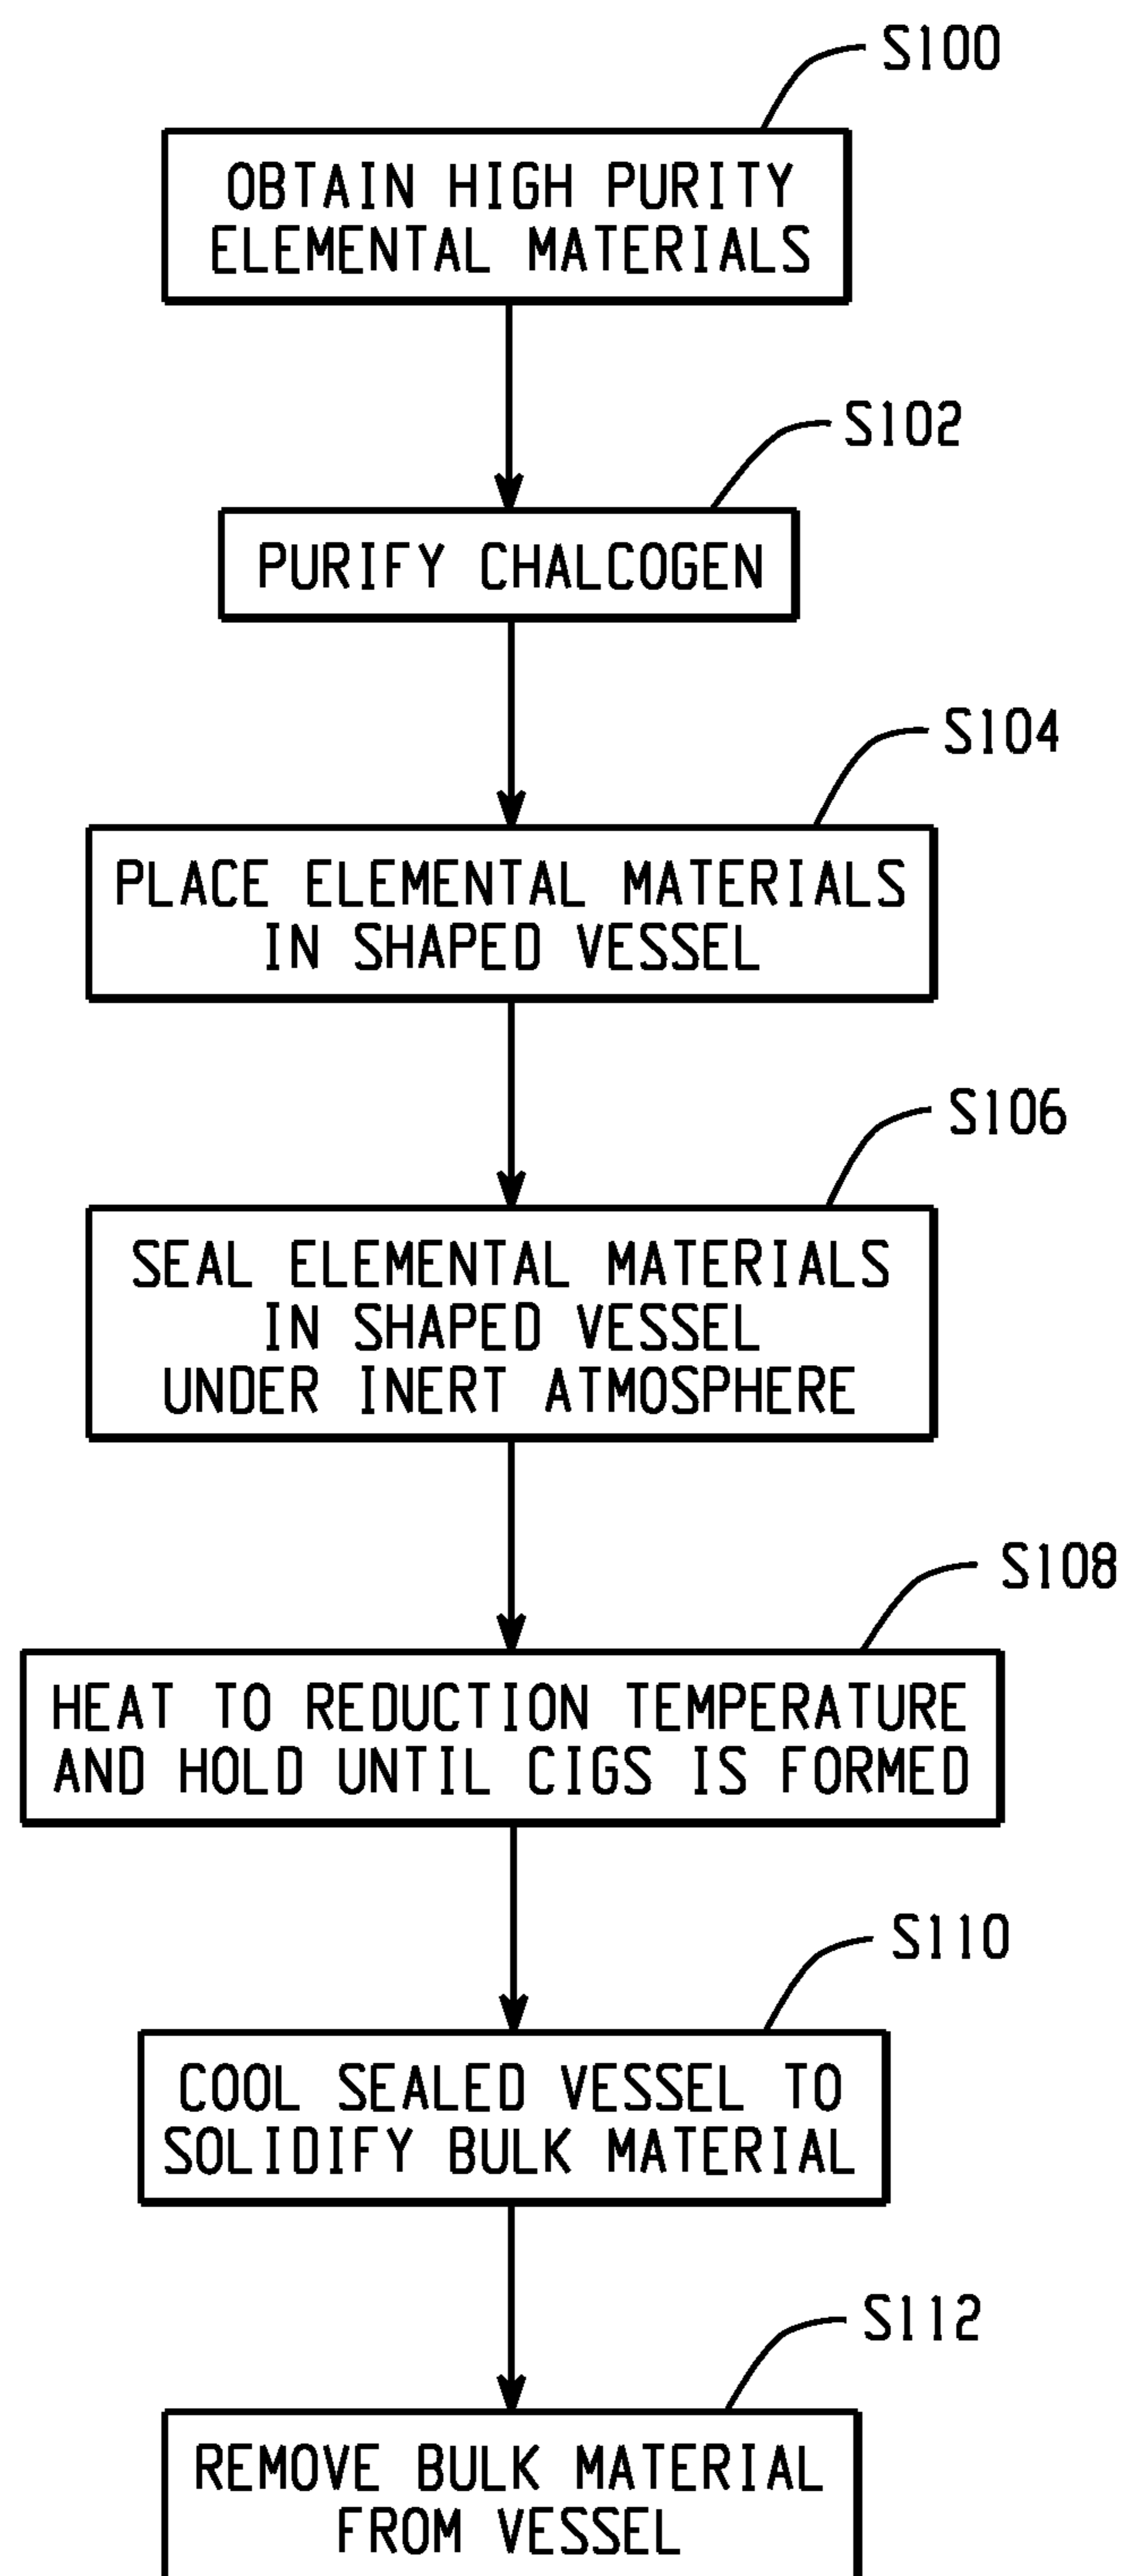 S100
OBTAIN HIGH PURITY
ELEMENTAL MATERIALS
S102
PURIFY CHALCOGEN
S104
PLACE ELEMENTAL MATERIALS
IN SHAPED VESSEL
S106
SEAL ELEMENTAL MATERIALS
IN SHAPED VESSEL
UNDER INERT ATMOSPHERE
S108
HEAT TO REDUCTION TEMPERATURE
AND HOLD UNTIL CIGS IS FORMED
S110
COOL SEALED VESSEL TO
SOLIDIFY BULK MATERIAL
S112
REMOVE BULK MATERIAL
FROM VESSEL